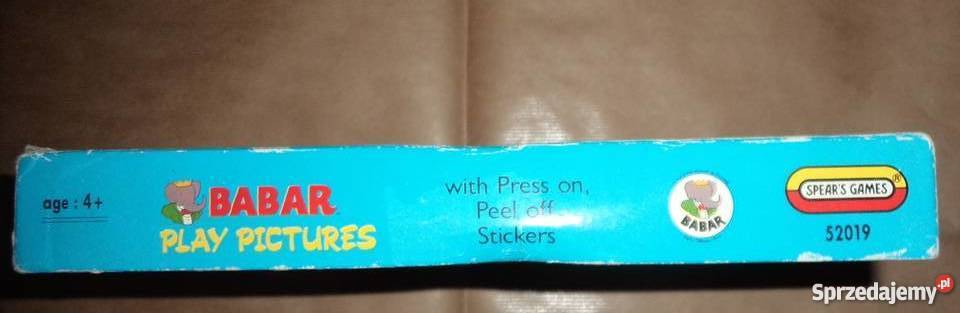 age : 4+
BABAR
PLAY PICTURES
with Press on,
Peel off
Stickers
BABAR
SPEAR'S GAMES®
52019
Sprzedajemy.pl